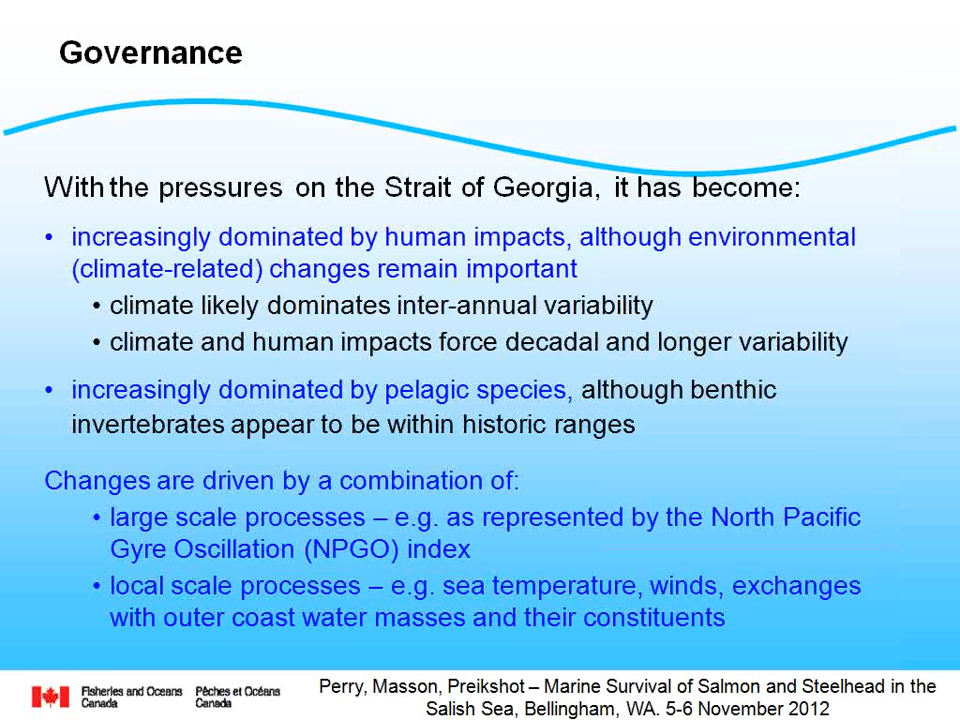 Governance
With the pressures on the Strait of Georgia, it has become:
• increasingly dominated by human impacts, although environmental
(climate-related) changes remain important
• climate likely dominates inter-annual variability
• climate and human impacts force decadal and longer variability
• increasingly dominated by pelagic species, although benthic
invertebrates appear to be within historic ranges
Changes are driven by a combination of:
• large scale processes – e.g. as represented by the North Pacific
Gyre Oscillation (NPGO) index
• local scale processes – e.g. sea temperature, winds, exchanges
with outer coast water masses and their constituents
Fisheries and Oceans
Canada
Pêches et Océans
Canada
Perry, Masson, Preikshot – Marine Survival of Salmon and Steelhead in the
Salish Sea, Bellingham, WA. 5-6 November 2012